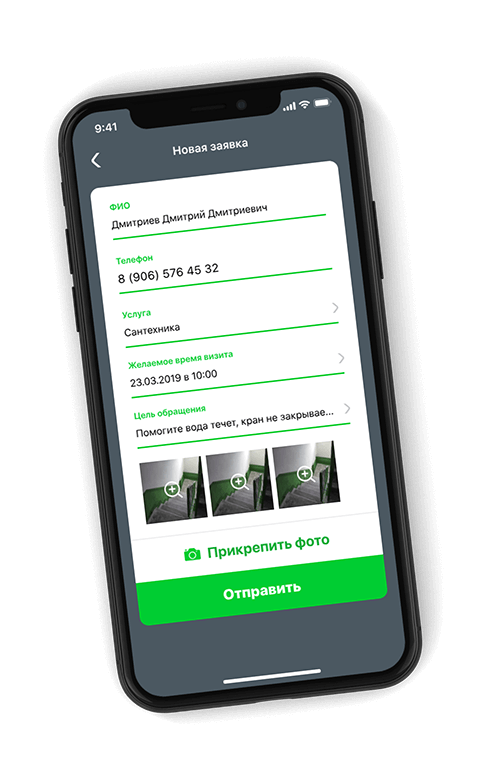 9:41
Новая заявка
ФИО
Дмитриев Дмитрий Дмитриевич
Телефон
8 (906) 576 45 32
Услуга
Сантехника
Желаемое время визита
23.03.2019 в 10:00
Цель обращения
Помогите вода течет, кран не закрывае...
Прикрепить фото
Отправить